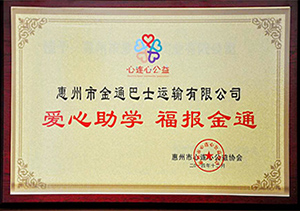 心连心公益
惠州市金通巴士运输有限公司
爱心助学 福报金通
惠州市心连心公益协会